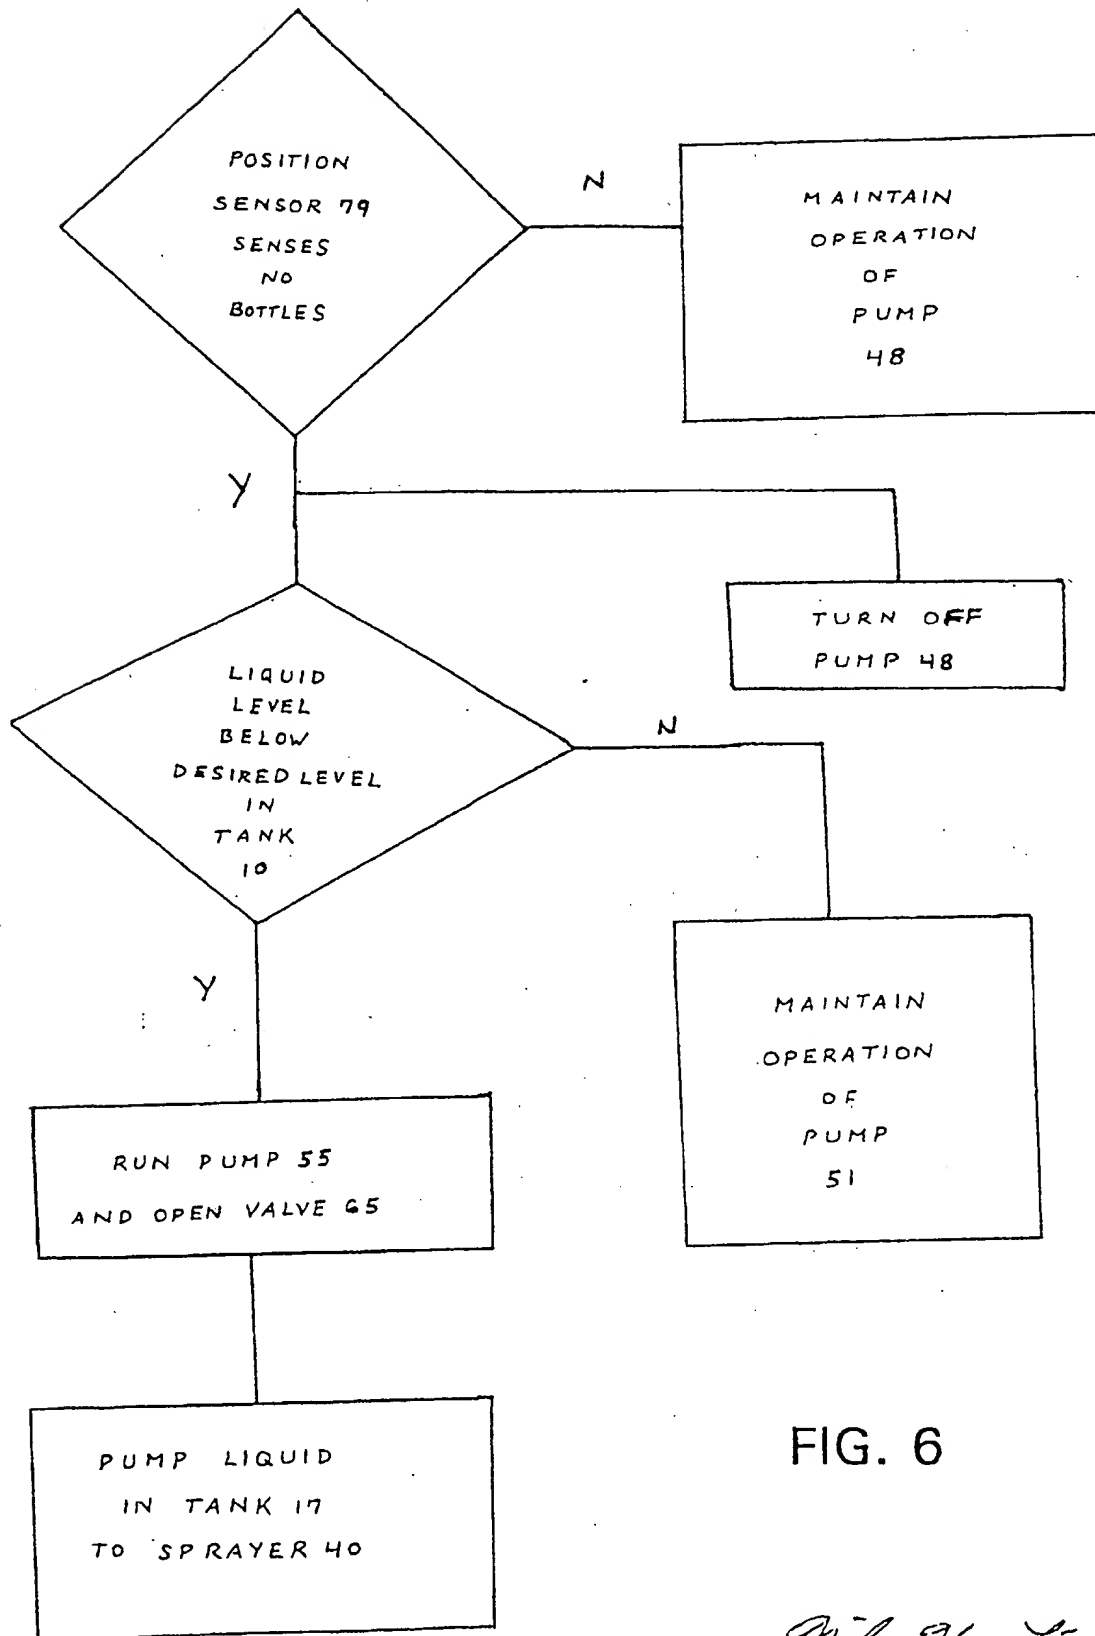 POSITION
SENSOR 79
SENSES
NO
BOTTLES
N
MAINTAIN
OPERATION
OF
PUMP
48
Y
TURN OFF
PUMP 48
LIQUID
LEVEL
BELOW
DESIRED LEVEL
IN
TANK
10
N
MAINTAIN
OPERATION
OF
PUMP
51
Y
RUN PUMP 55
AND OPEN VALVE 65
PUMP LIQUID
IN TANK 17
TO SPRAYER 40
FIG. 6